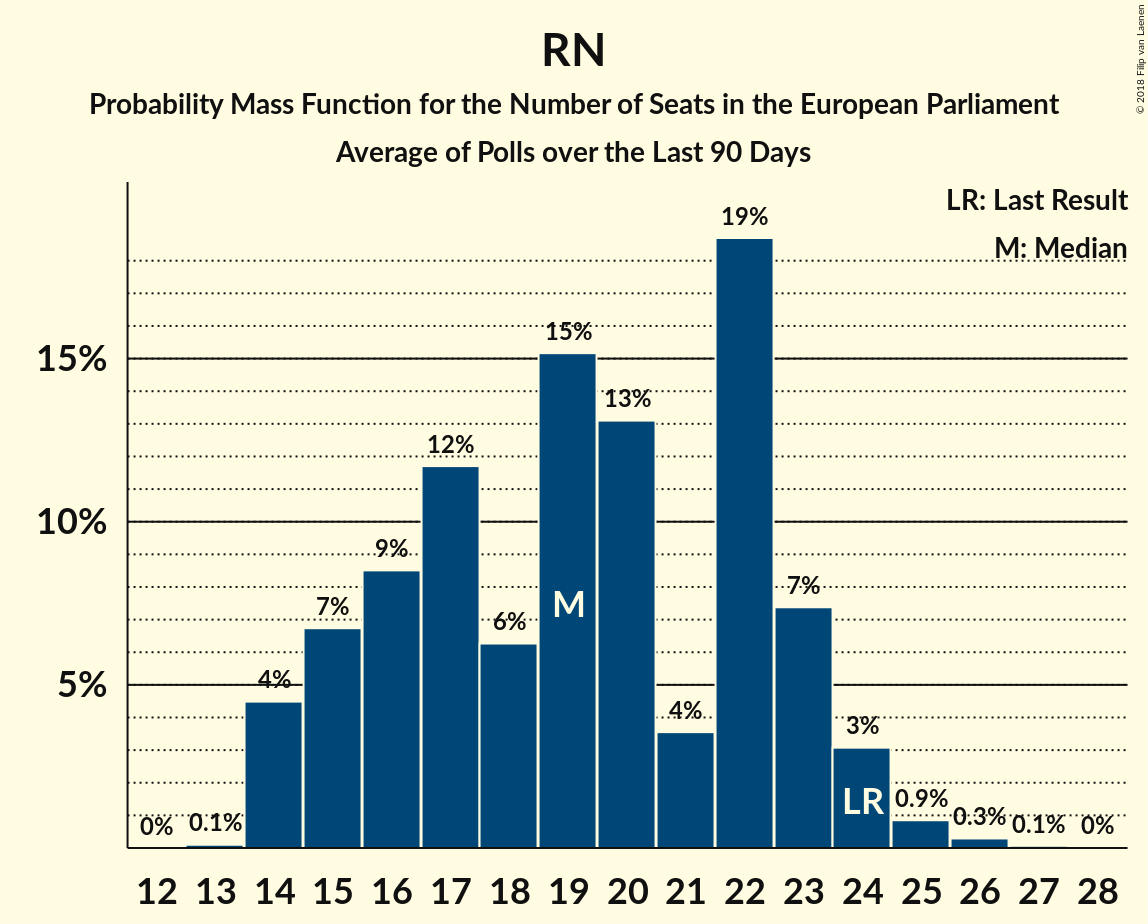 RN
Probability Mass Function for the Number of Seats in the European Parliament
Average of Polls over the Last 90 Days
© 2018 Filip van Laenen
LR: Last Result
M: Median
15%
10%
5%
0%
0.1%
4%
7%
9%
12%
6%
15%
13%
4%
19%
7%
3%
0.9%
0.3%
0.1%
0%
M
LR
12 13 14 15 16 17 18 19 20 21 22 23 24 25 26 27 28